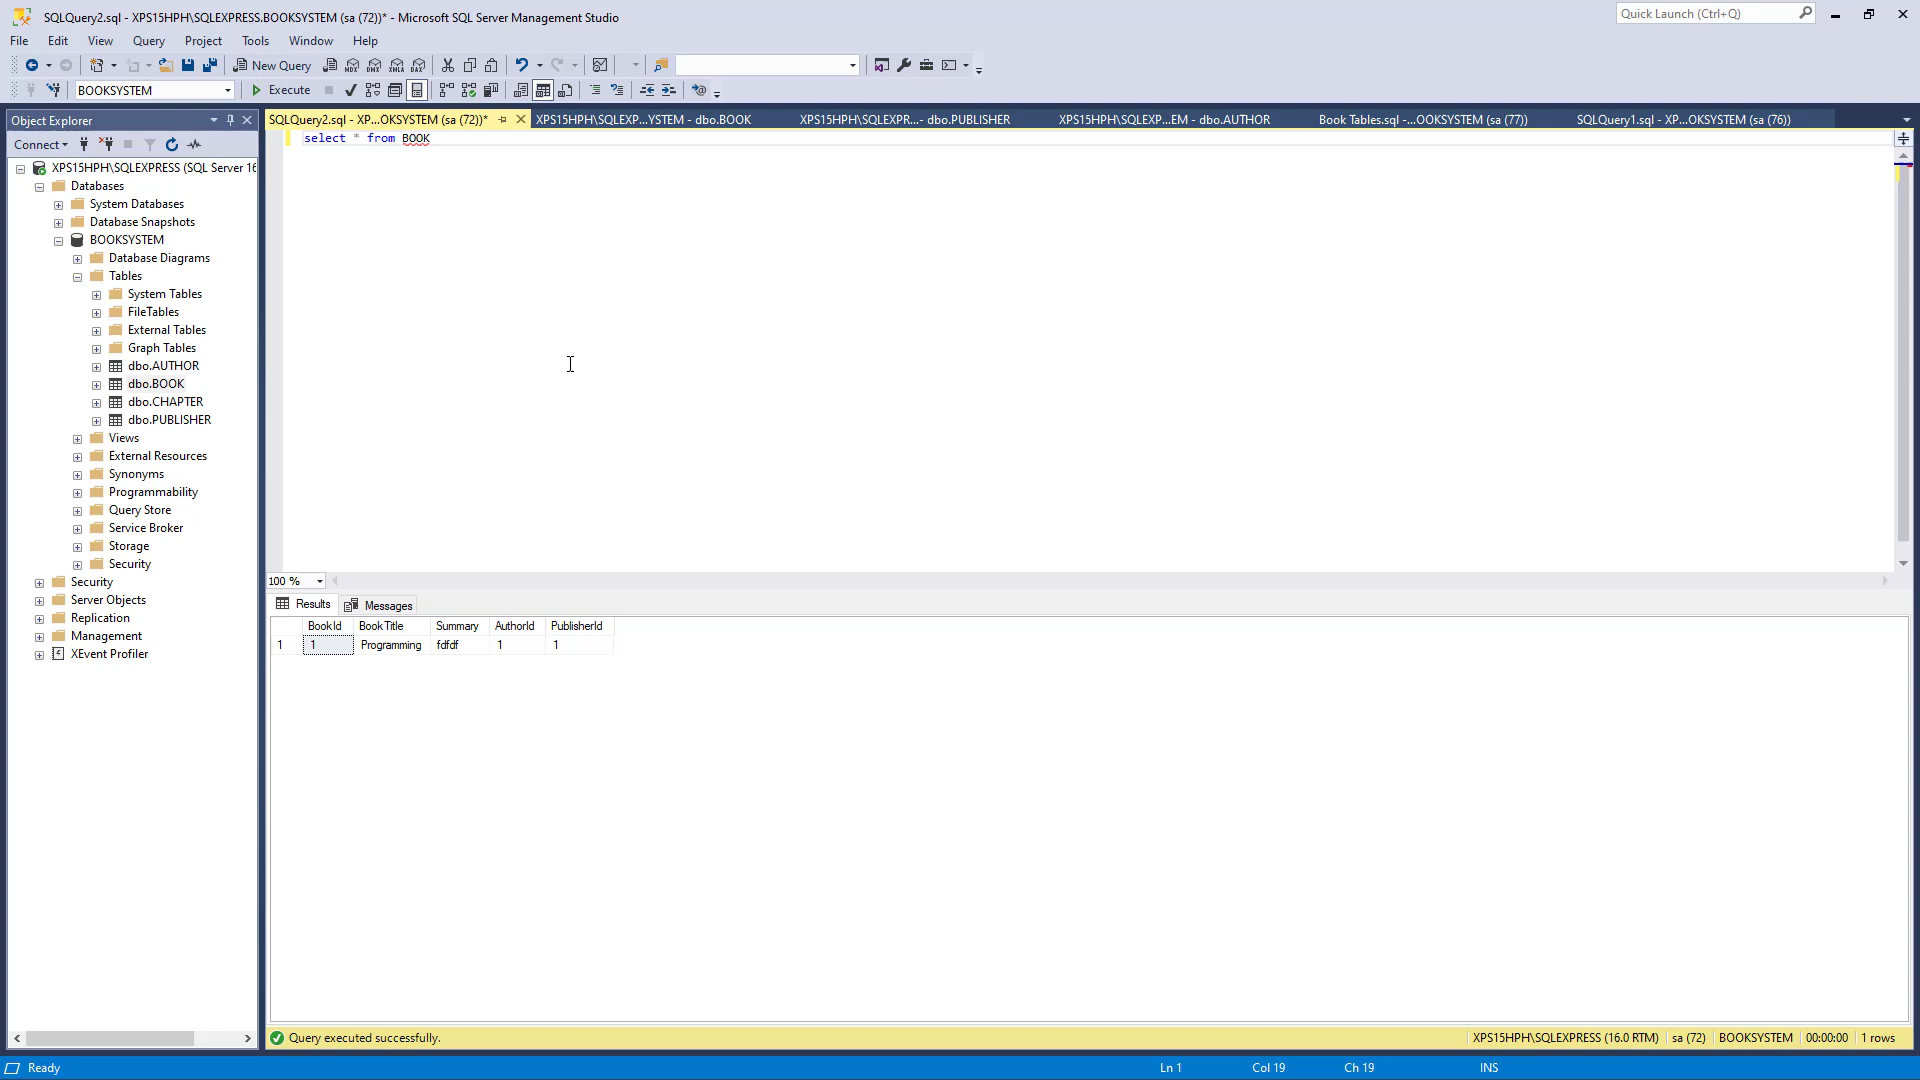 SQLQuery2.sql - XPS15HPH\SQLEXPRESS.BOOKSYSTEM (sa (72))* - Microsoft SQL Server Management Studio
Quick Launch (Ctrl+Q)
File Edit View Query Project Tools Window Help
New Query
BOOKSYSTEM
Execute
Object Explorer
SQLQuery2.sql - XP...OKSYSTEM (sa (72))*
XPS15HPH\SQLEXP...YSTEM - dbo.BOOK
XPS15HPH\SQLEXPR...- dbo.PUBLISHER
XPS15HPH\SQLEXP...EM - dbo.AUTHOR
Book Tables.sql -...OOKSYSTEM (sa (77))
SQLQuery1.sql - XP...OKSYSTEM (sa (76))
Connect
select * from BOOK
XPS15HPH\SQLEXPRESS (SQL Server 16
Databases
System Databases
Database Snapshots
BOOKSYSTEM
Database Diagrams
Tables
System Tables
FileTables
External Tables
Graph Tables
dbo.AUTHOR
dbo.BOOK
dbo.CHAPTER
dbo.PUBLISHER
Views
External Resources
Synonyms
Programmability
Query Store
Service Broker
Storage
Security
Security
Server Objects
Replication
Management
XEvent Profiler
100 %
Results Messages
BookId BookTitle Summary AuthorId PublisherId
1 1 Programming fdfdf 1 1
Query executed successfully.
XPS15HPH\SQLEXPRESS (16.0 RTM) sa (72) BOOKSYSTEM 00:00:00 1 rows
Ready
Ln 1 Col 19 Ch 19 INS